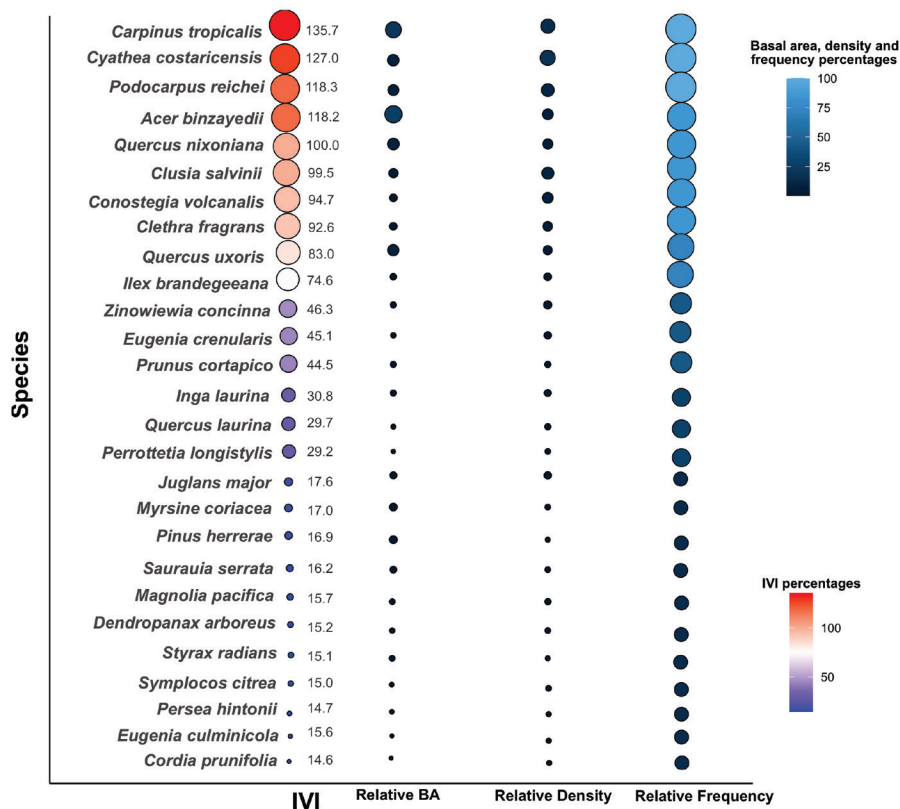 Carpinus tropicalis 135.7
Cyathea costaricensis 127.0
Podocarpus reichei 118.3
Acer binzayedii 118.2
Quercus nixoniana 100.0
Clusia salvinii 99.5
Conostegia volcanalis 94.7
Clethra fragrans 92.6
Quercus uxoris 83.0
Ilex brandegeeana 74.6
Zinowiewia concinna 46.3
Eugenia crenularis 45.1
Prunus cortapico 44.5
Inga laurina 30.8
Quercus laurina 29.7
Perrottetia longistylis 29.2
Juglans major 17.6
Myrsine coriacea 17.0
Pinus herrerae 16.9
Saurauia serrata 16.2
Magnolia pacifica 15.7
Dendropanax arboreus 15.2
Styrax radians 15.1
Symplocos citrea 15.0
Persea hintonii 14.7
Eugenia culminicola 15.6
Cordia prunifolia 14.6
Species
IVI Relative BA Relative Density Relative Frequency
Basal area, density and
frequency percentages
100
75
50
25
IVI percentages
100
50